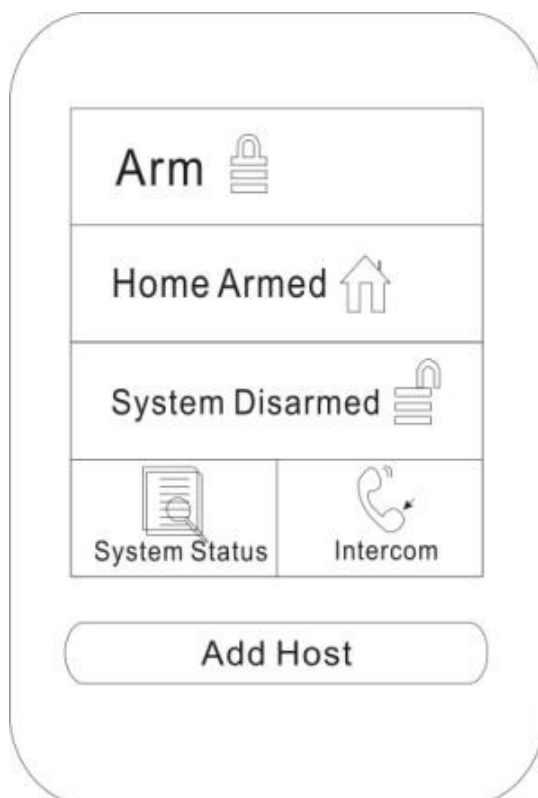 Arm
Home Armed
System Disarmed
System Status
Intercom
Add Host